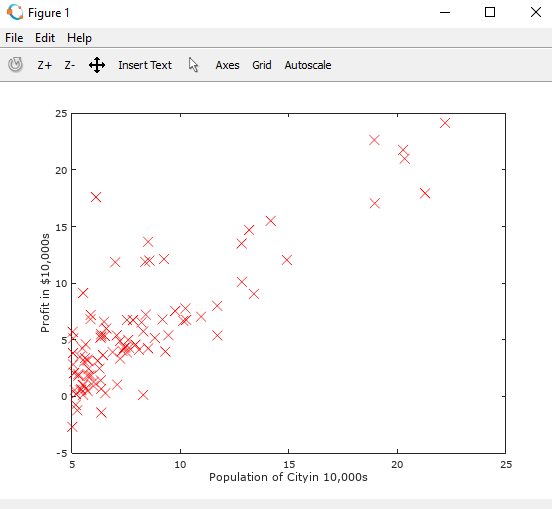 Figure 1
File Edit Help
Z+ Z- Insert Text Axes Grid Autoscale
25
20
15
10
5
0
-5
Profit in $10,000s
5 10 15 20 25
Population of Cityin 10,000s